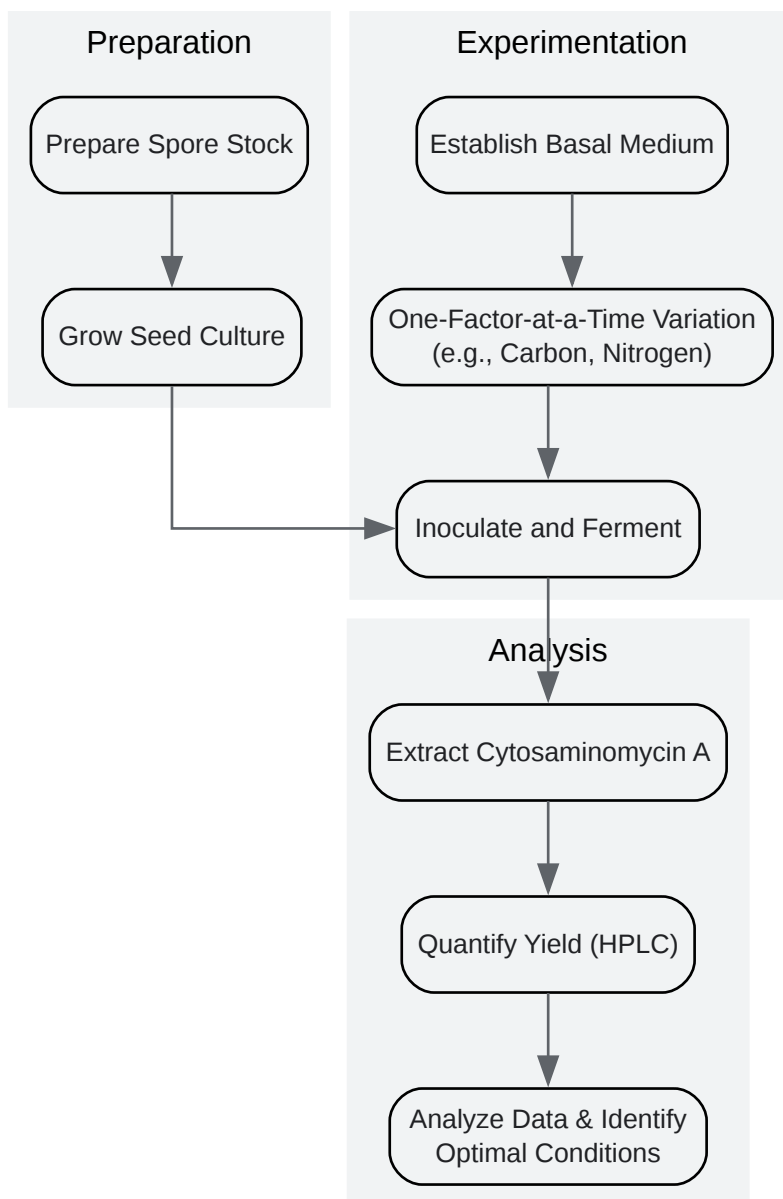 Preparation
Prepare Spore Stock
Grow Seed Culture
Experimentation
Establish Basal Medium
One-Factor-at-a-Time Variation
(e.g., Carbon, Nitrogen)
Inoculate and Ferment
Analysis
Extract Cytosaminomycin A
Quantify Yield (HPLC)
Analyze Data & Identify
Optimal Conditions